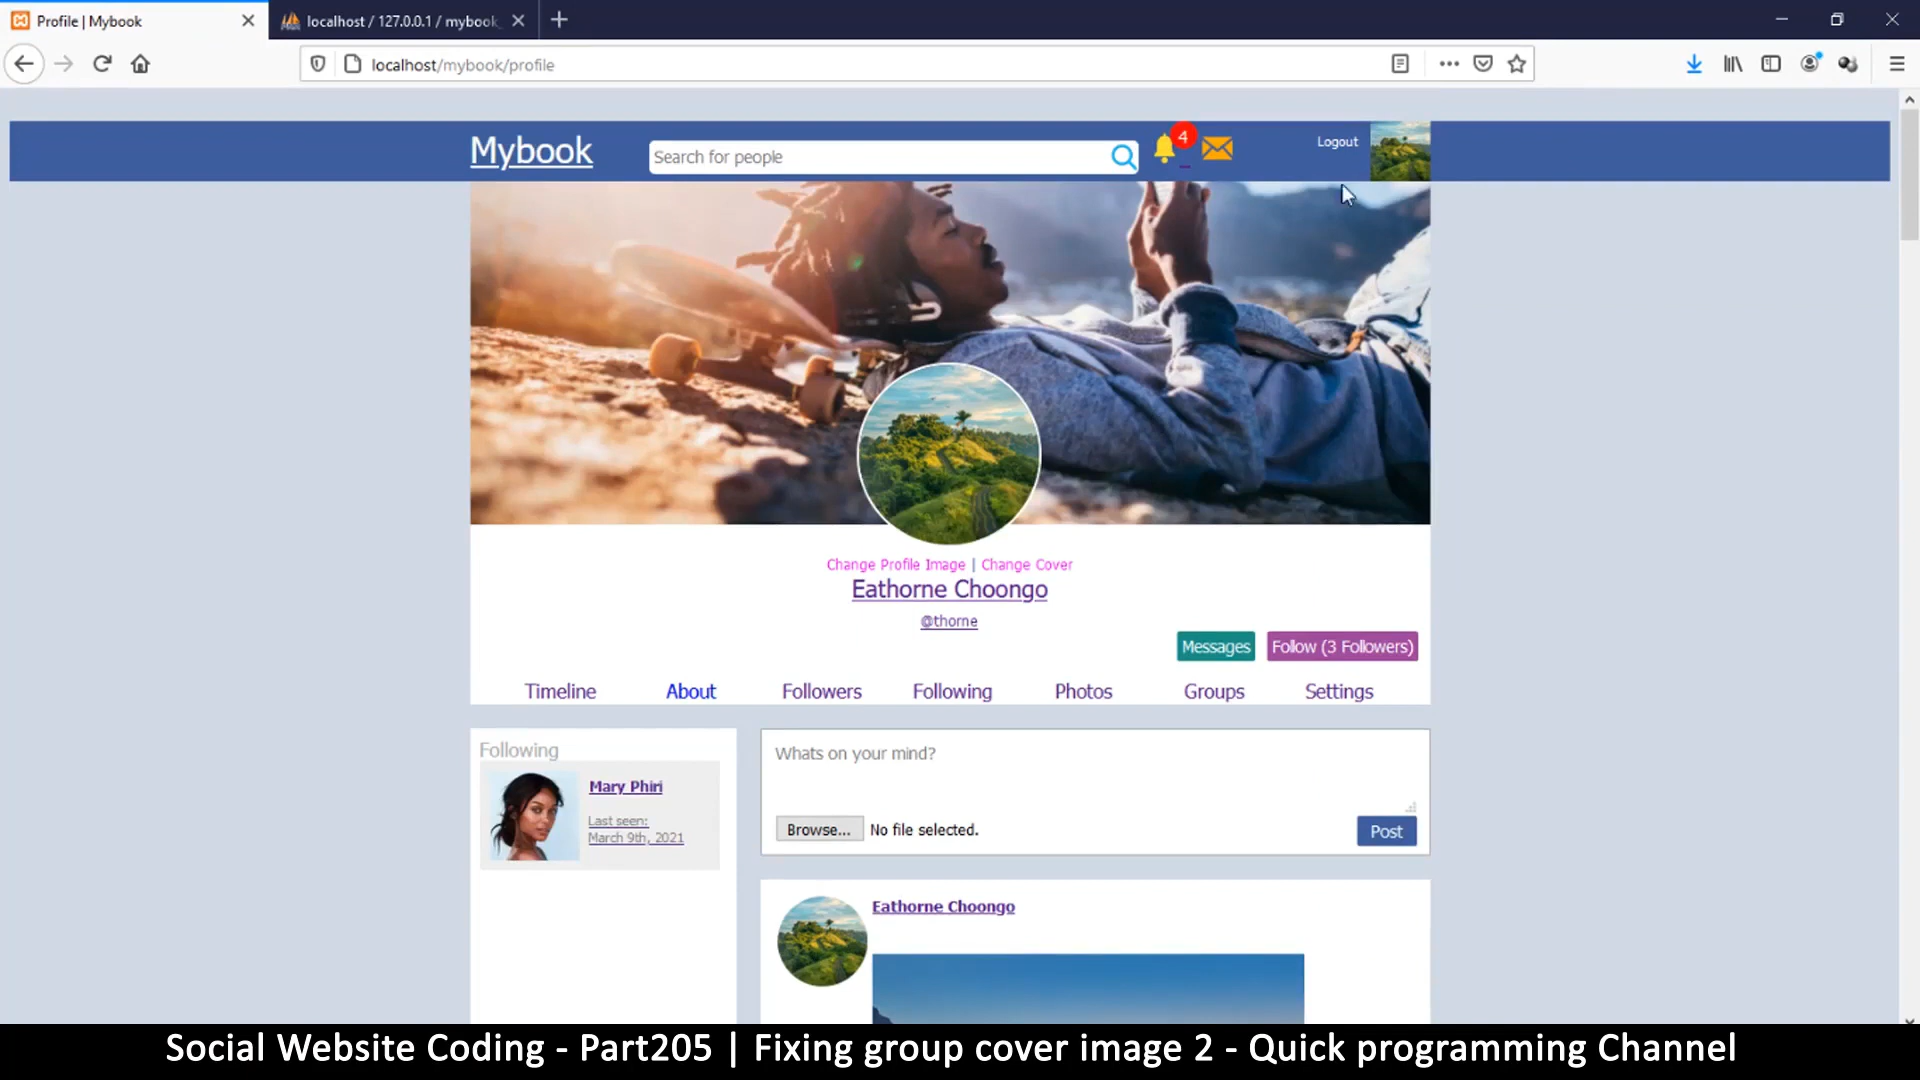 Profile | Mybook
localhost / 127.0.0.1 / mybook
localhost/mybook/profile
Mybook
Search for people
4
Logout
Change Profile Image | Change Cover
Eathorne Choongo
@thorne
Messages
Follow (3 Followers)
Timeline
About
Followers
Following
Photos
Groups
Settings
Following
Mary Phiri
Last seen:
March 9th, 2021
Whats on your mind?
Browse...
No file selected.
Post
Eathorne Choongo
Social Website Coding - Part205 | Fixing group cover image 2 - Quick programming Channel